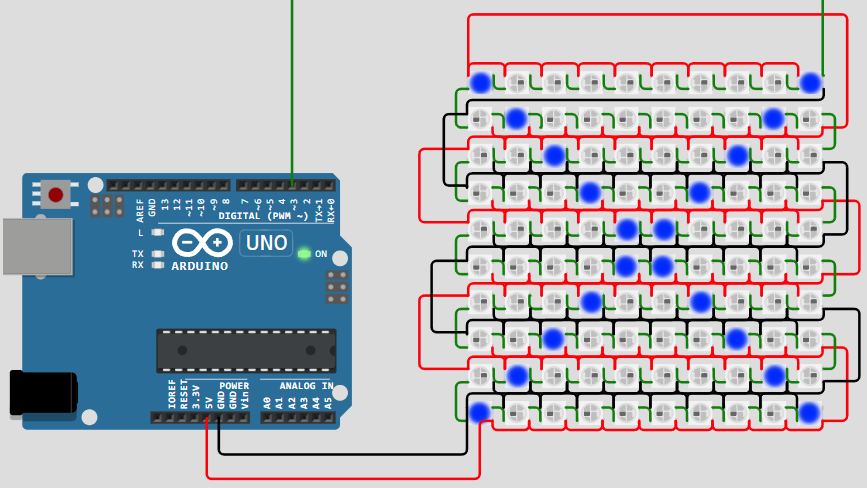 AREF
GND
13
12
~11
~10
~9
8
7
~6
~5
4
~3
2
TX→1
RX←0
DIGITAL (PWM ~)
L
TX
RX
UNO
ON
ARDUINO
IOREF
RESET
3.3V
5V
GND
GND
Vin
POWER
ANALOG IN
A0
A1
A2
A3
A4
A5